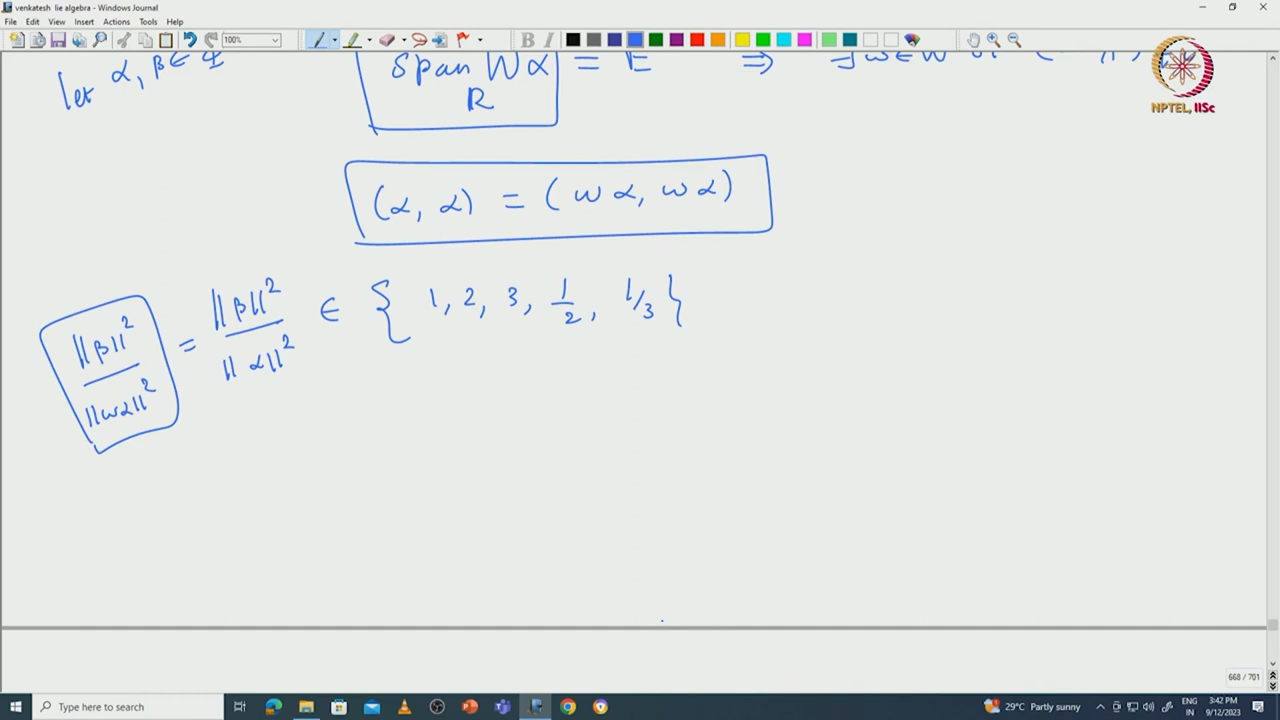 venkatesh lie algebra - Windows Journal
File Edit View Insert Actions Tools Help
100%
let α, β ∈ Φ Span Wα = E ⇒ ∃ w ∈ W
R
NPTEL, IISc
(α, α) = (wα, wα)
||β||² / ||wα||² = ||β||² / ||α||² ∈ { 1, 2, 3, 1/2, 1/3 }
668 / 701
Type here to search
29°C Partly sunny
ENG
IN
3:42 PM
9/12/2023